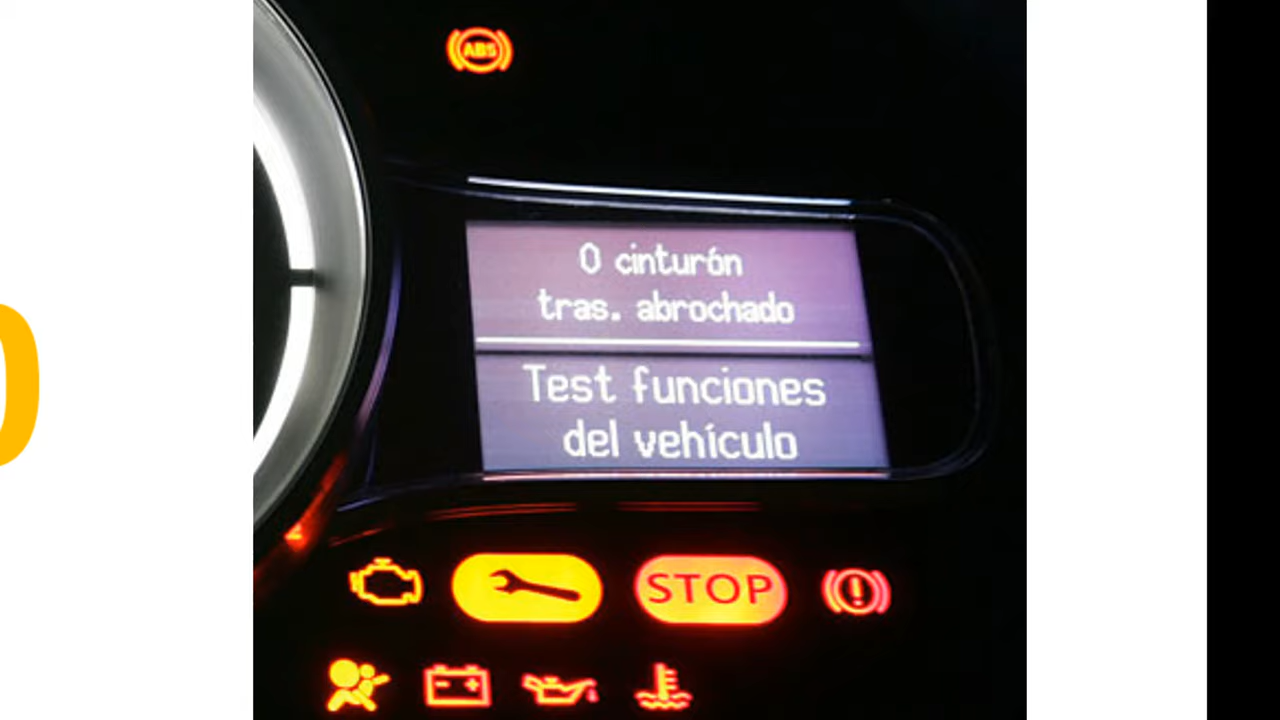 ABS
0 cinturón
tras. abrochado
Test funciones
del vehículo
STOP